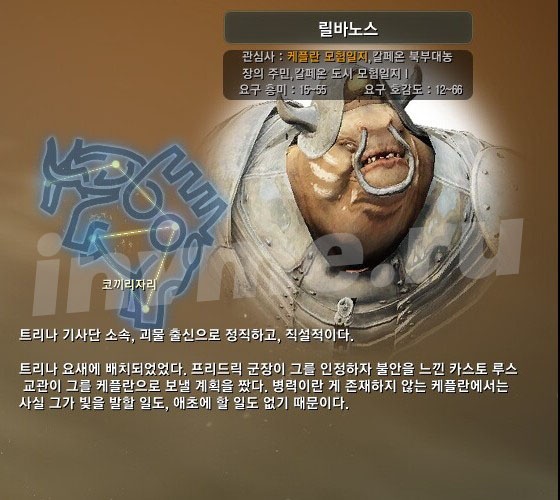 릴바노스
관심사 : 케플란 모험일지,갈페온 북부대농
장의 주민,갈페온 도시 모험일지 I
요구 흥미 : 15~55 요구 호감도 : 12~66
코끼리자리
inzme.ru
트리나 기사단 소속, 괴물 출신으로 정직하고, 직설적이다.
트리나 요새에 배치되었었다. 프리드릭 군장이 그를 인정하자 불안을 느낀 카스토 루스
교관이 그를 케플란으로 보낼 계획을 짰다. 병력이란 게 존재하지 않는 케플란에서는
사실 그가 빛을 발할 일도, 애초에 할 일도 없기 때문이다.